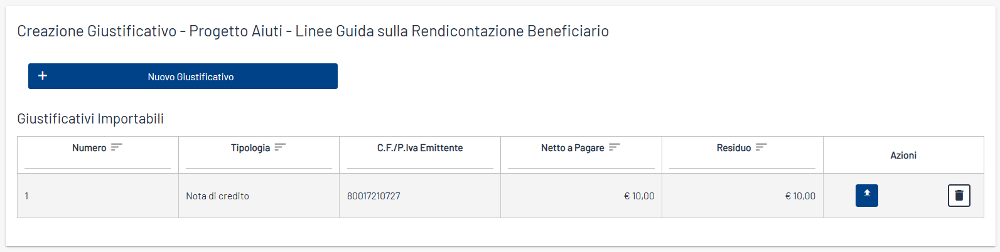 Creazione Giustificativo - Progetto Aiuti - Linee Guida sulla Rendicontazione Beneficiario
Nuovo Giustificativo
Giustificativi Importabili
Numero Tipologia C.F./P.Iva Emittente Netto a Pagare Residuo Azioni
1 Nota di credito 80017210727 € 10,00 € 10,00